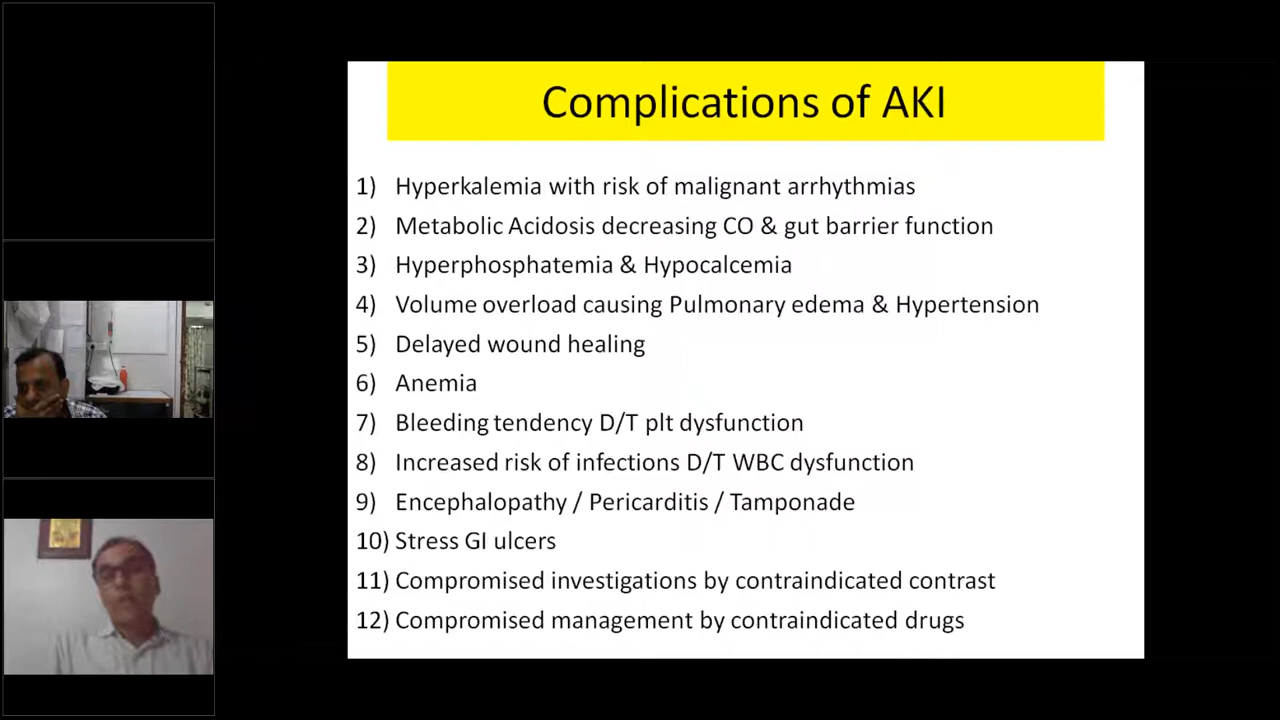 Complications of AKI
1) Hyperkalemia with risk of malignant arrhythmias
2) Metabolic Acidosis decreasing CO & gut barrier function
3) Hyperphosphatemia & Hypocalcemia
4) Volume overload causing Pulmonary edema & Hypertension
5) Delayed wound healing
6) Anemia
7) Bleeding tendency D/T plt dysfunction
8) Increased risk of infections D/T WBC dysfunction
9) Encephalopathy / Pericarditis / Tamponade
10) Stress GI ulcers
11) Compromised investigations by contraindicated contrast
12) Compromised management by contraindicated drugs